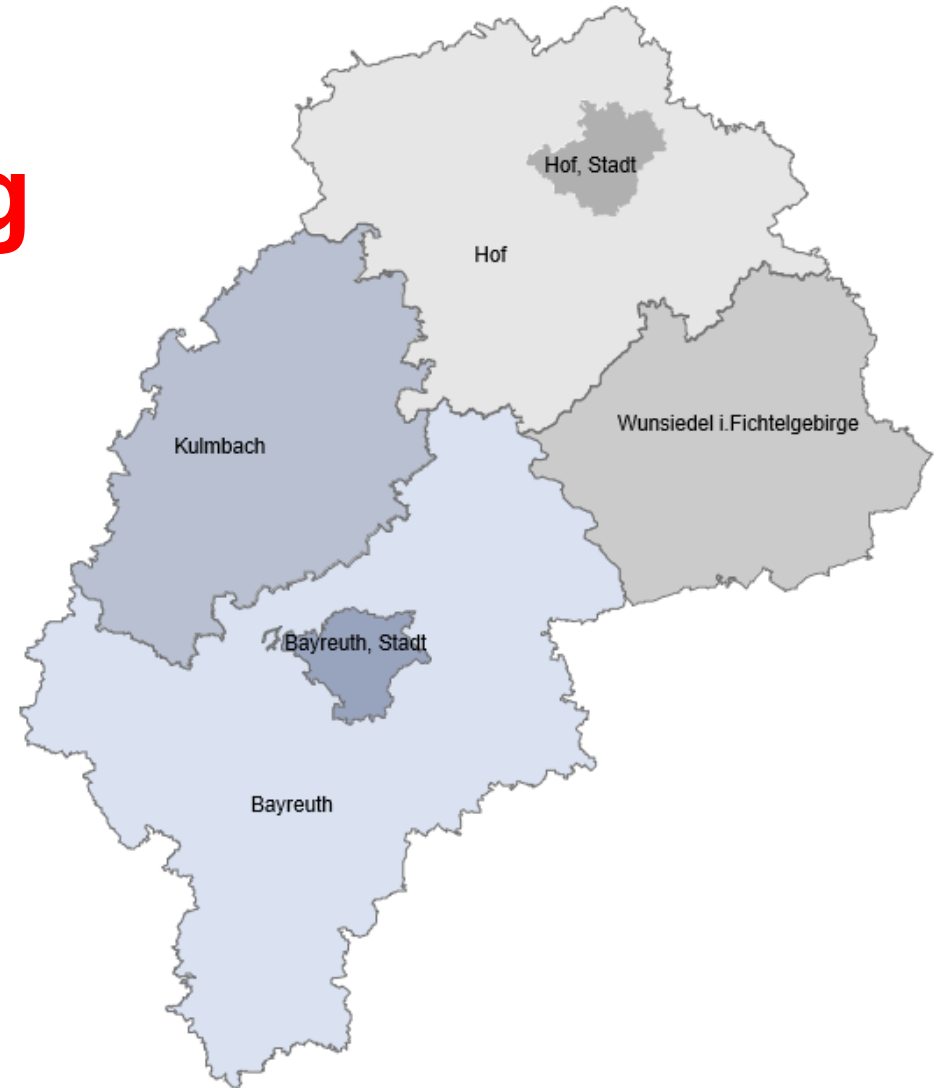 g
Hof, Stadt
Hof
Wunsiedel i.Fichtelgebirge
Kulmbach
Bayreuth, Stadt
Bayreuth